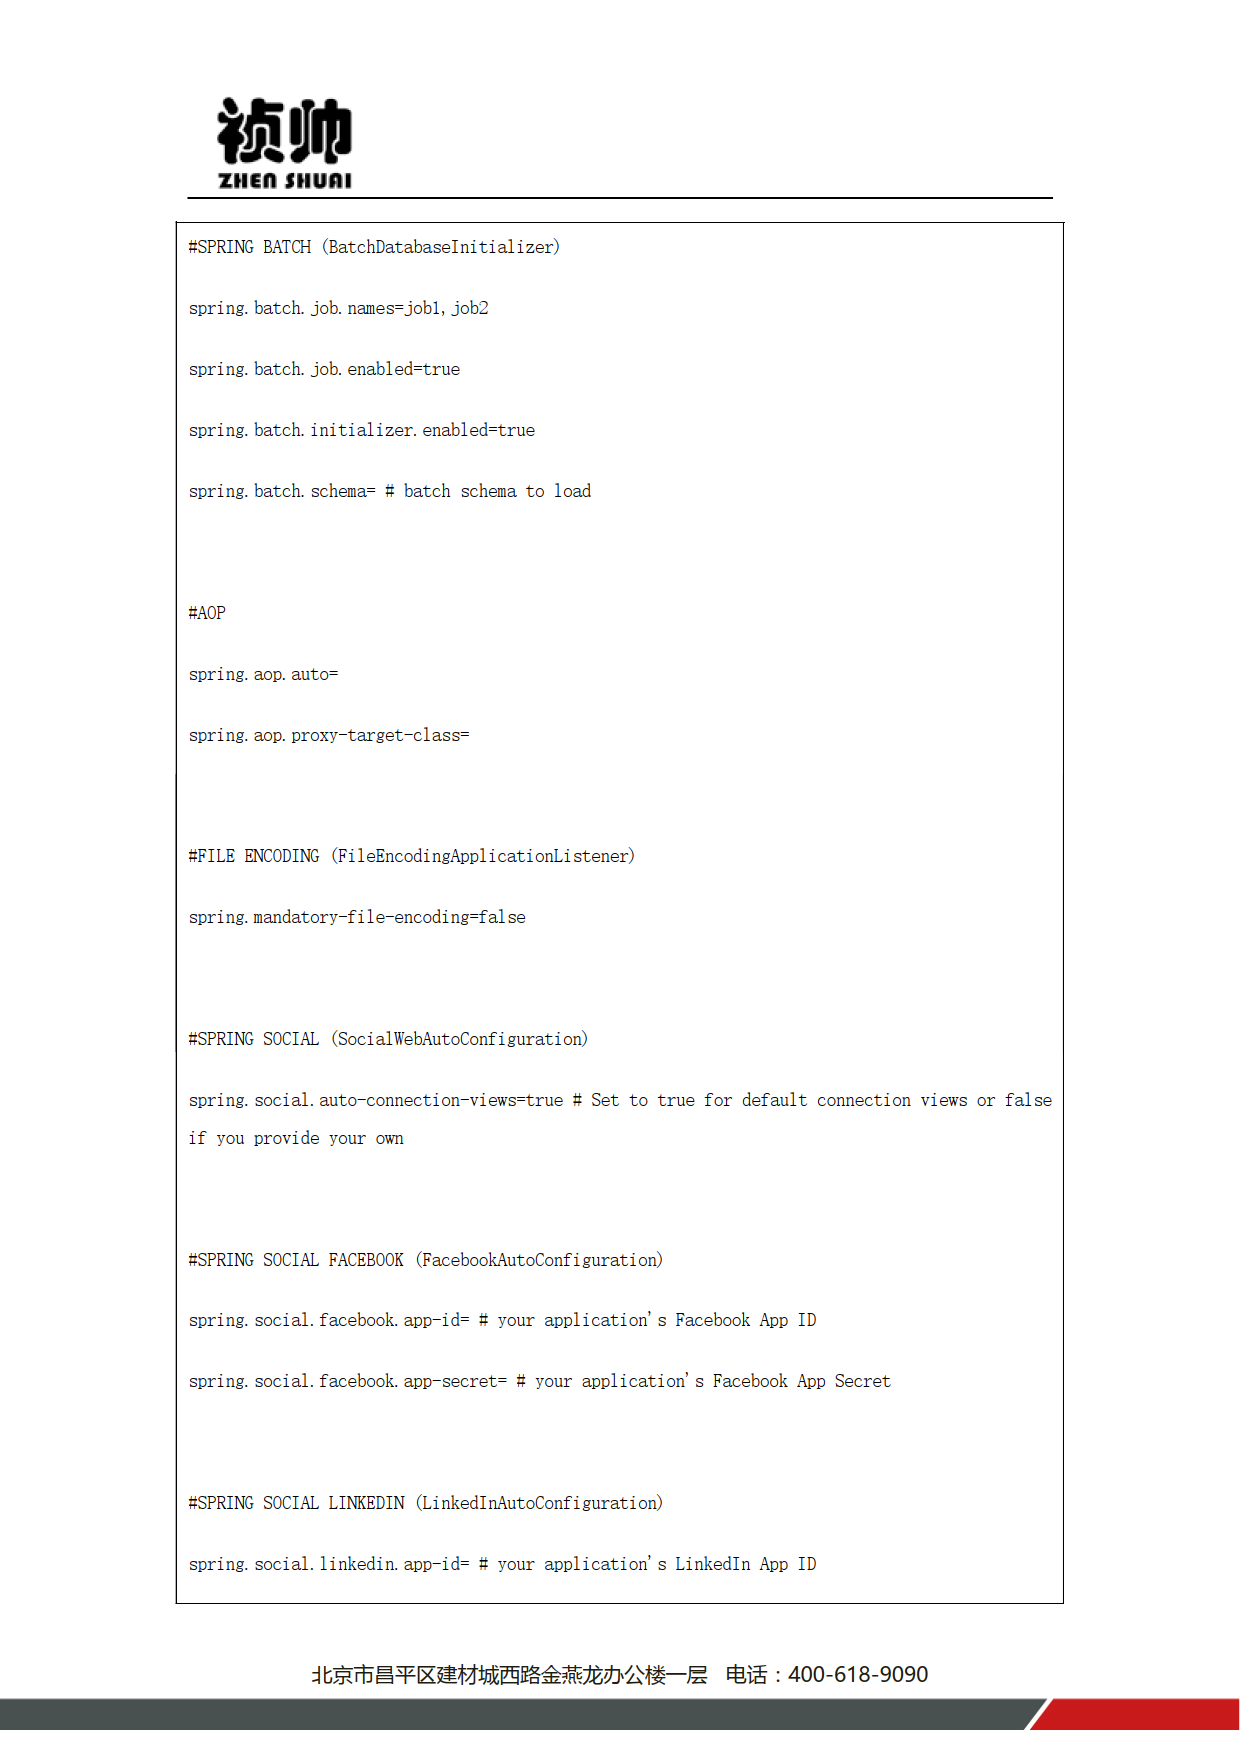 祯帅
ZHEN SHUAI
#SPRING BATCH (BatchDatabaseInitializer)
spring.batch.job.names=job1,job2
spring.batch.job.enabled=true
spring.batch.initializer.enabled=true
spring.batch.schema= # batch schema to load
#AOP
spring.aop.auto=
spring.aop.proxy-target-class=
#FILE ENCODING (FileEncodingApplicationListener)
spring.mandatory-file-encoding=false
#SPRING SOCIAL (SocialWebAutoConfiguration)
spring.social.auto-connection-views=true # Set to true for default connection views or false
if you provide your own
#SPRING SOCIAL FACEBOOK (FacebookAutoConfiguration)
spring.social.facebook.app-id= # your application's Facebook App ID
spring.social.facebook.app-secret= # your application's Facebook App Secret
#SPRING SOCIAL LINKEDIN (LinkedInAutoConfiguration)
spring.social.linkedin.app-id= # your application's LinkedIn App ID
北京市昌平区建材城西路金燕龙办公楼一层 电话：400-618-9090